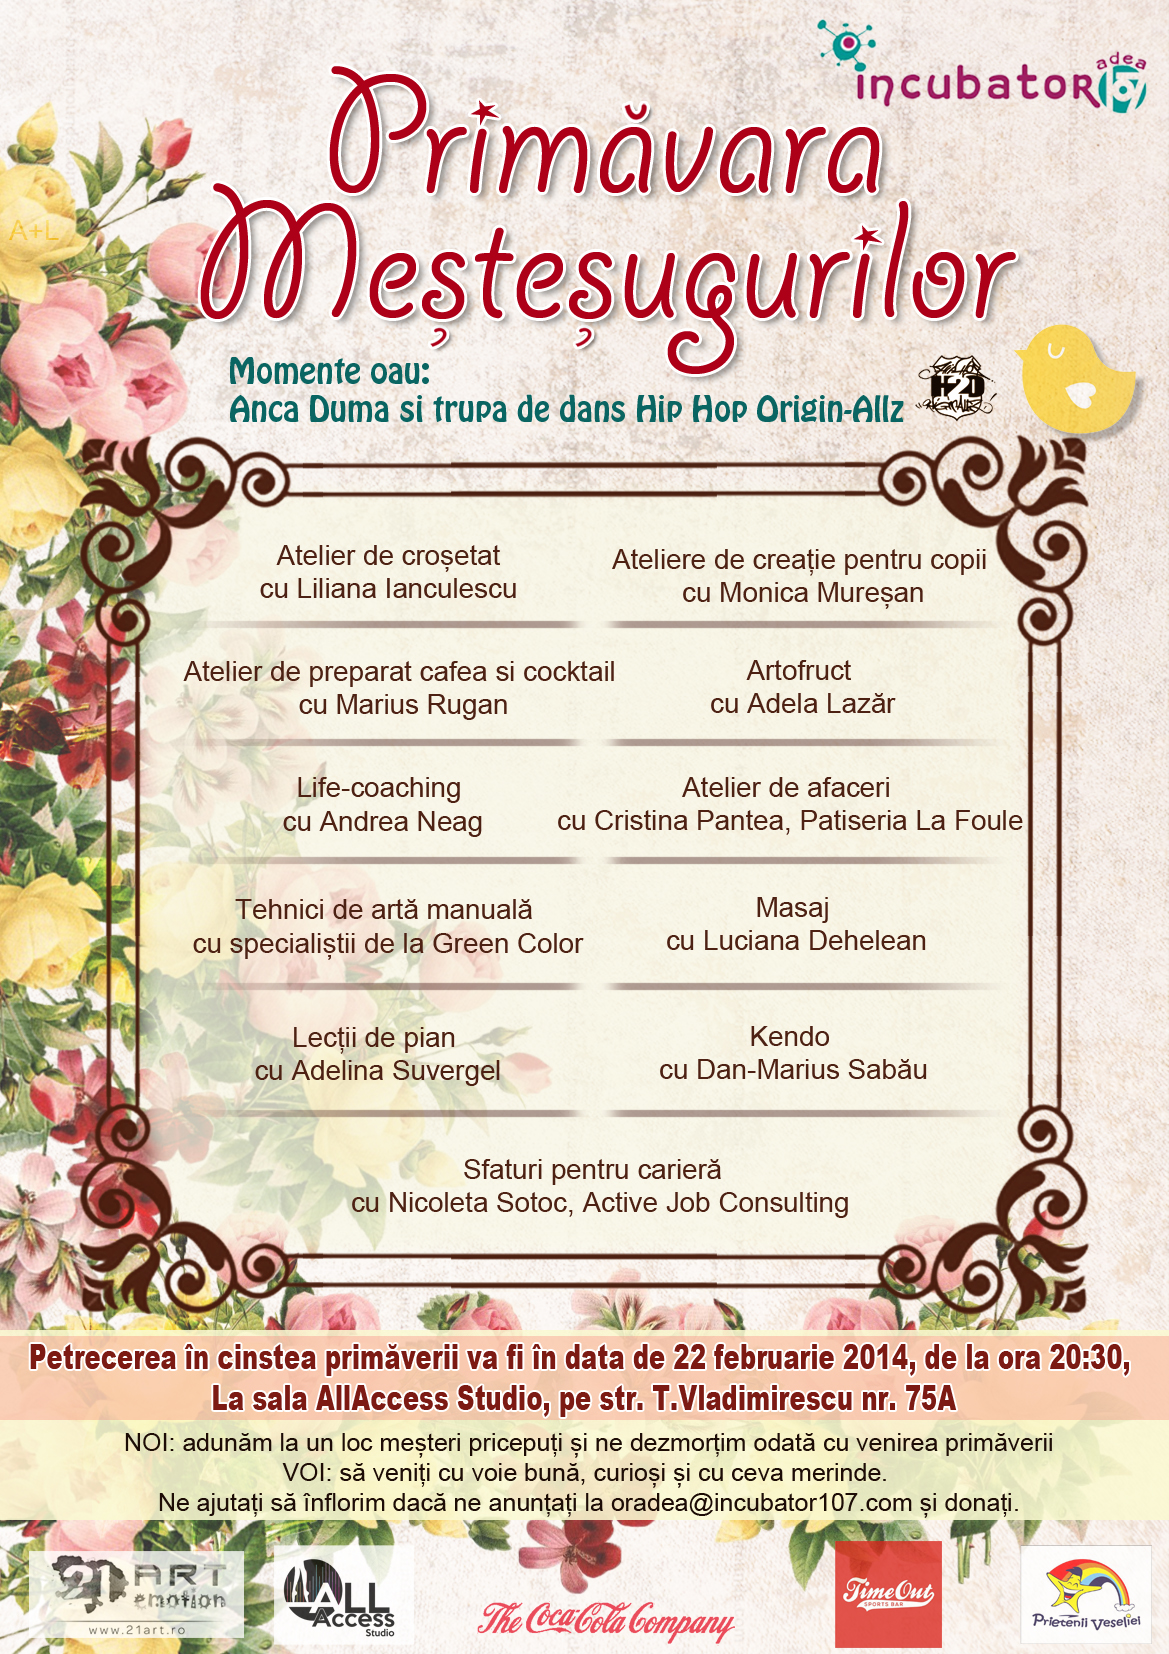 incubator
adea
107
Primăvara
Meșteșugurilor
A+L
Momente oau:
Anca Duma si trupa de dans Hip Hop Origin-Allz
H2O
Atelier de croșetat
cu Liliana Ianculescu
Ateliere de creație pentru copii
cu Monica Mureșan
Atelier de preparat cafea si cocktail
cu Marius Rugan
Artofruct
cu Adela Lazăr
Life-coaching
cu Andrea Neag
Atelier de afaceri
cu Cristina Pantea, Patiseria La Foule
Tehnici de artă manuală
cu specialiștii de la Green Color
Masaj
cu Luciana Dehelean
Lecții de pian
cu Adelina Suvergel
Kendo
cu Dan-Marius Sabău
Sfaturi pentru carieră
cu Nicoleta Sotoc, Active Job Consulting
Petrecerea în cinstea primăverii va fi în data de 22 februarie 2014, de la ora 20:30,
La sala AllAccess Studio, pe str. T.Vladimirescu nr. 75A
NOI: adunăm la un loc meșteri pricepuți și ne dezmorțim odată cu venirea primăverii
VOI: să veniți cu voie bună, curioși și cu ceva merinde.
Ne ajutați să înflorim dacă ne anunțați la oradea@incubator107.com și donați.
21 ART
emotion
www.21art.ro
ALL
Access
Studio
The Coca-Cola Company
TimeOut
SPORTS BAR
Prietenii Veseliei